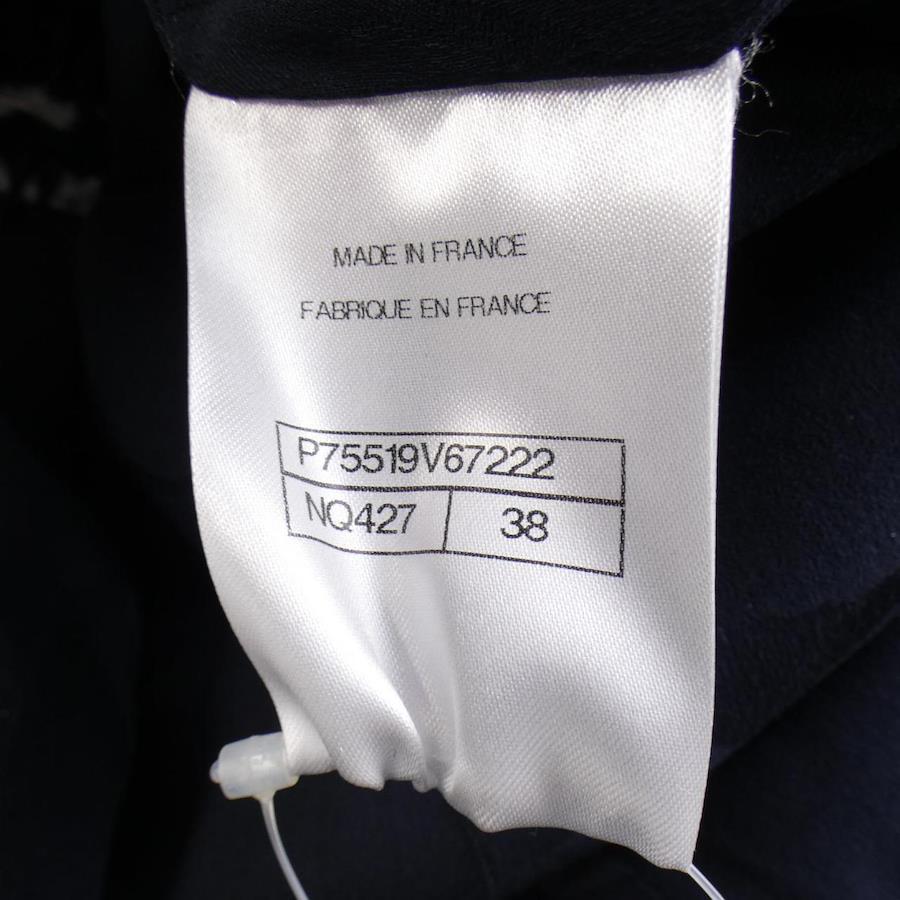 MADE IN FRANCE
FABRIQUE EN FRANCE
P75519V67222
NQ427 38